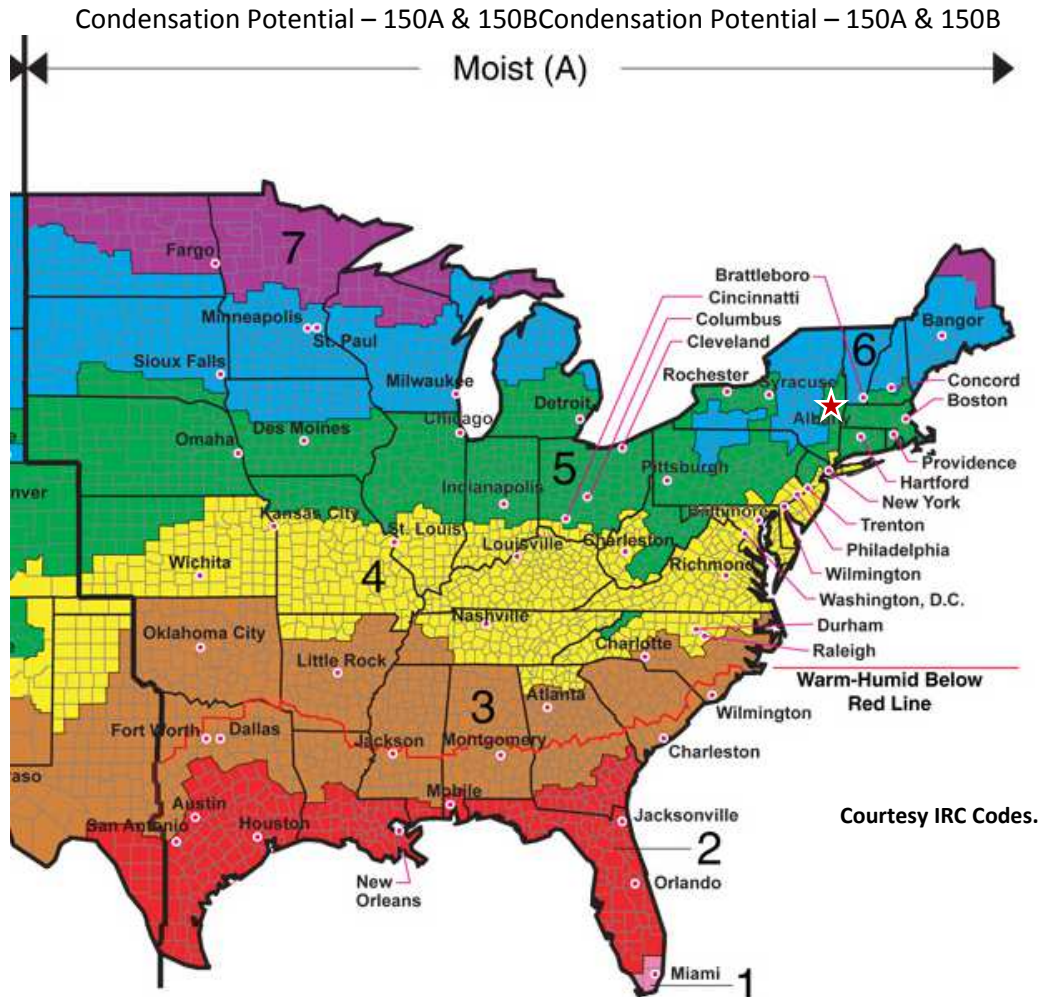 Condensation Potential – 150A & 150BCondensation Potential – 150A & 150B
Moist (A)
7
Fargo
Brattleboro
Cincinnatti
Columbus
Cleveland
Minneapolis
St. Paul
Bangor
6
Sioux Falls
Milwaukee
Rochester
Syracuse
Concord
Boston
Chicago
Detroit
Albany
Omaha
Des Moines
5
Pittsburgh
Providence
Hartford
Indianapolis
New York
nver
Kansas City
St. Louis
Baltimore
Trenton
Louisville
Charleston
Philadelphia
Wichita
4
Richmond
Wilmington
Washington, D.C.
Nashville
Durham
Oklahoma City
Charlotte
Raleigh
Little Rock
Warm-Humid Below
Red Line
Atlanta
3
Wilmington
Fort Worth
Dallas
Jackson
Montgomery
Charleston
aso
Austin
Mobile
San Antonio
Houston
Jacksonville
Courtesy IRC Codes.
2
New
Orleans
Orlando
Miami
1